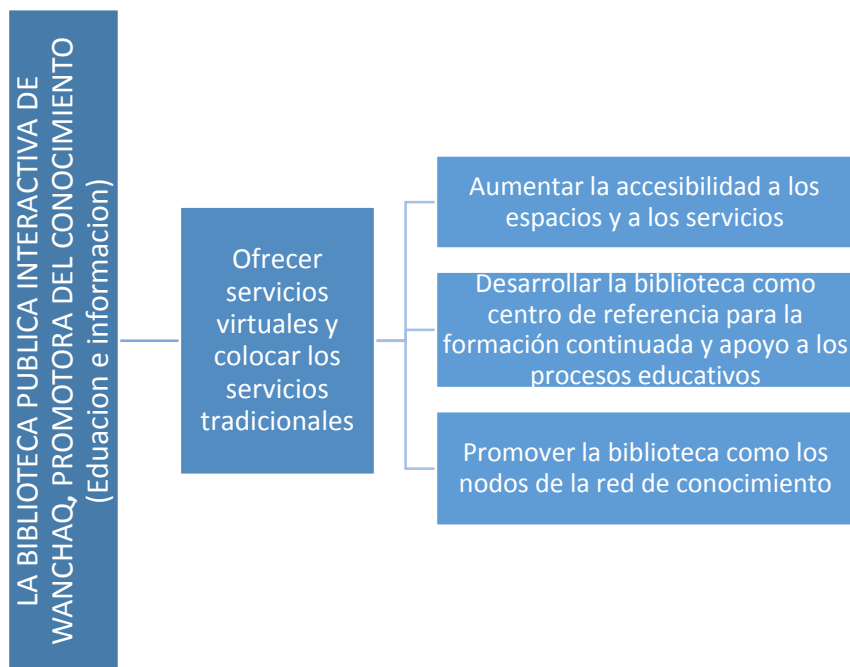 LA BIBLIOTECA PUBLICA INTERACTIVA DE
WANCHAQ, PROMOTORA DEL CONOCIMIENTO
(Eduacion e informacion)
Ofrecer
servicios
virtuales y
colocar los
servicios
tradicionales
Aumentar la accesibilidad a los
espacios y a los servicios
Desarrollar la biblioteca como
centro de referencia para la
formación continuada y apoyo a los
procesos educativos
Promover la biblioteca como los
nodos de la red de conocimiento